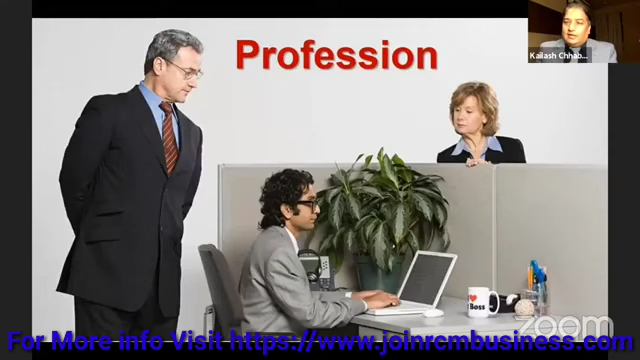 Profession
Kailash Chhab...
I ❤ Boss
zoom
For More info Visit https://www.joinrcmbusiness.com